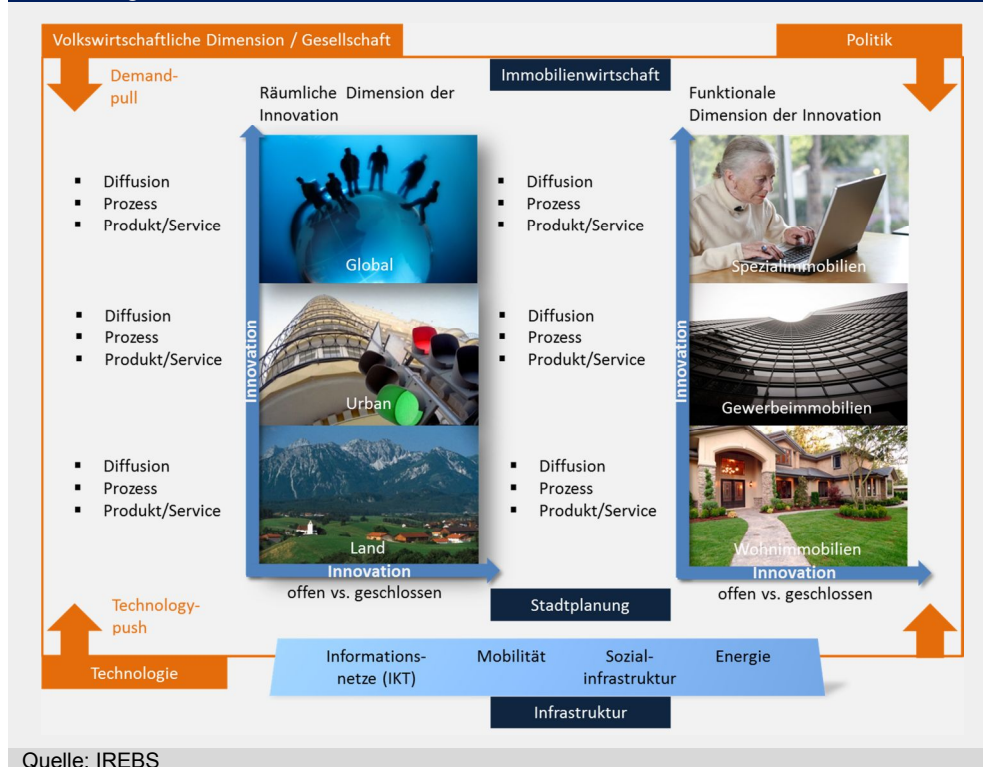 Volkswirtschaftliche Dimension / Gesellschaft
Politik
Demand-
pull
Immobilienwirtschaft
Räumliche Dimension der
Innovation
Funktionale
Dimension der Innovation
▪ Diffusion
▪ Prozess
▪ Produkt/Service
Global
▪ Diffusion
▪ Prozess
▪ Produkt/Service
Spezialimmobilien
▪ Diffusion
▪ Prozess
▪ Produkt/Service
Innovation
Urban
▪ Diffusion
▪ Prozess
▪ Produkt/Service
Innovation
Gewerbeimmobilien
▪ Diffusion
▪ Prozess
▪ Produkt/Service
Land
▪ Diffusion
▪ Prozess
▪ Produkt/Service
Wohnimmobilien
Innovation
offen vs. geschlossen
Innovation
offen vs. geschlossen
Technology-
push
Stadtplanung
Technologie
Informations-
netze (IKT)
Mobilität
Sozial-
infrastruktur
Energie
Infrastruktur
Quelle: IREBS